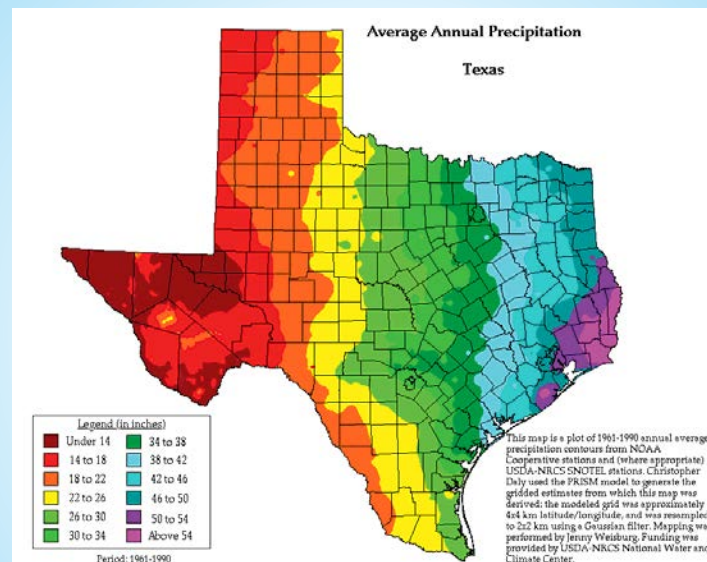 Average Annual Precipitation
Texas
Legend (in inches)
Under 14
14 to 18
18 to 22
22 to 26
26 to 30
30 to 34
34 to 38
38 to 42
42 to 46
46 to 50
50 to 54
Above 54
Period: 1961-1990
This map is a plot of 1961-1990 annual average
precipitation contours from NOAA
Cooperative stations and (where appropriate)
USDA-NRCS SNOTEL stations. Christopher
Daly used the PRISM model to generate the
gridded estimates from which this map was
derived; the modeled grid was approximately
4x4 km latitude/longitude, and was resampled
to 2x2 km using a Gaussian filter. Mapping was
performed by Jenny Weisburg. Funding was
provided by USDA-NRCS National Water and
Climate Center.